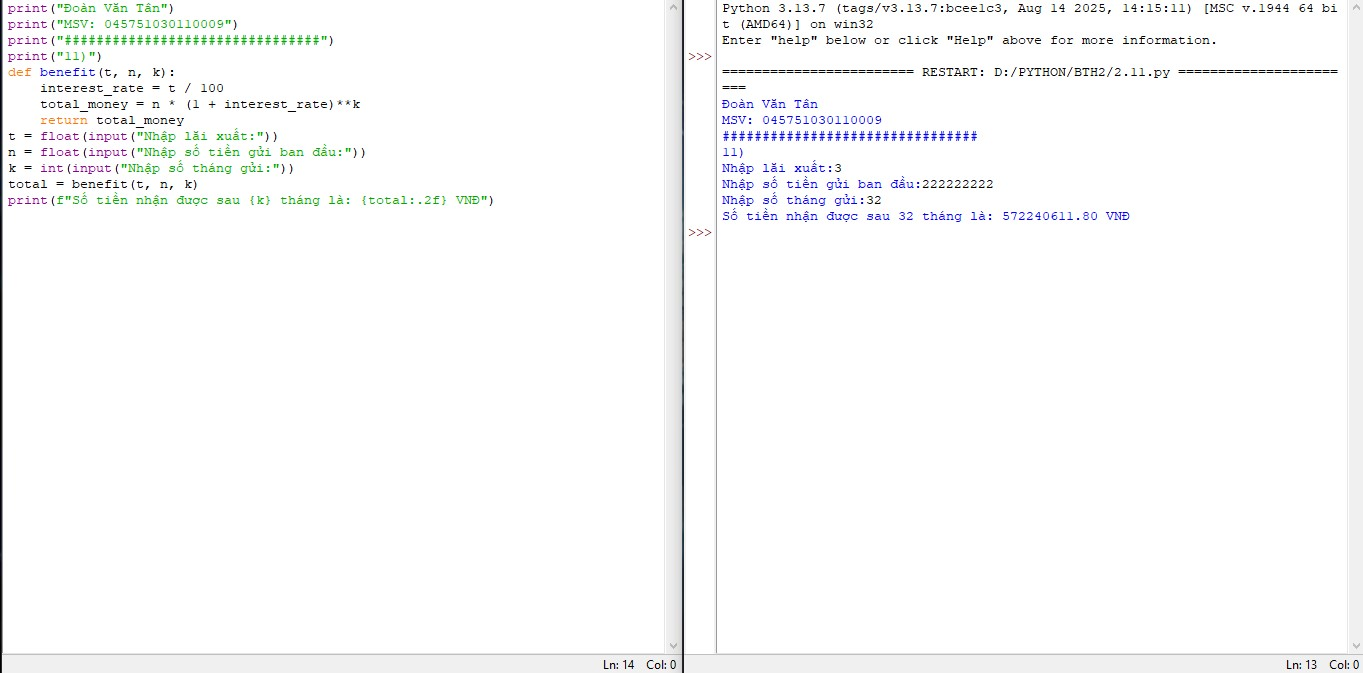 print("Đoàn Văn Tân")
print("MSV: 045751030110009")
print("################################")
print("11)")
def benefit(t, n, k):
    interest_rate = t / 100
    total_money = n * (1 + interest_rate)**k
    return total_money
t = float(input("Nhập lãi xuất:"))
n = float(input("Nhập số tiền gửi ban đầu:"))
k = int(input("Nhập số tháng gửi:"))
total = benefit(t, n, k)
print(f"Số tiền nhận được sau {k} tháng là: {total:.2f} VNĐ")
Ln: 14 Col: 0
Python 3.13.7 (tags/v3.13.7:bcee1c3, Aug 14 2025, 14:15:11) [MSC v.1944 64 bi
t (AMD64)] on win32
Enter "help" below or click "Help" above for more information.
>>>
======================== RESTART: D:/PYTHON/BTH2/2.11.py ====================
===
Đoàn Văn Tân
MSV: 045751030110009
################################
11)
Nhập lãi xuất:3
Nhập số tiền gửi ban đầu:222222222
Nhập số tháng gửi:32
Số tiền nhận được sau 32 tháng là: 572240611.80 VNĐ
>>>
Ln: 13 Col: 0